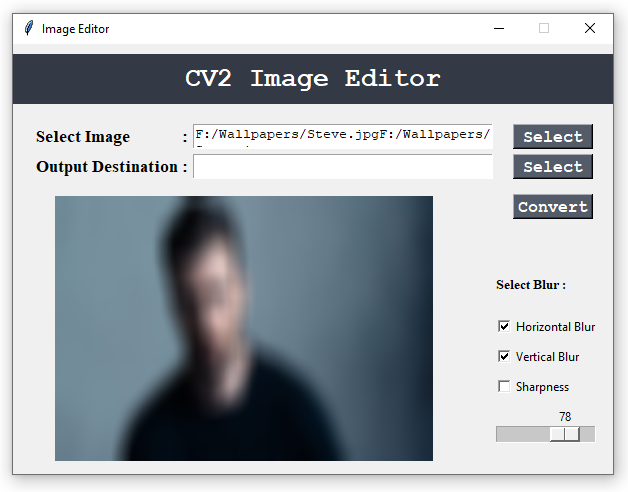 Image Editor
CV2 Image Editor
Select Image : F:/Wallpapers/Steve.jpgF:/Wallpapers/ Select
Output Destination : Select
Convert
Select Blur :
Horizontal Blur
Vertical Blur
Sharpness
78